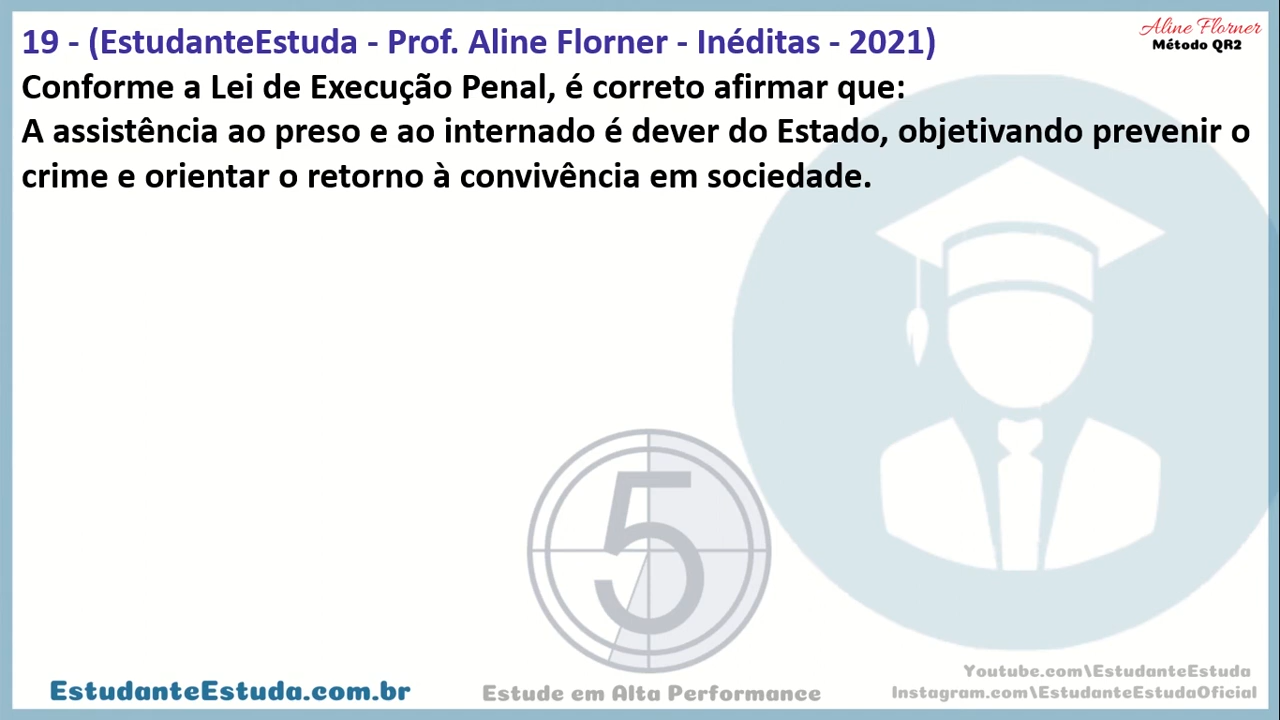 19 - (EstudanteEstuda - Prof. Aline Florner - Inéditas - 2021)
Aline Florner
Método QR2
Conforme a Lei de Execução Penal, é correto afirmar que:
A assistência ao preso e ao internado é dever do Estado, objetivando prevenir o
crime e orientar o retorno à convivência em sociedade.
5
EstudanteEstuda.com.br
Estude em Alta Performance
Youtube.com\EstudanteEstuda
Instagram.com\EstudanteEstudaOficial